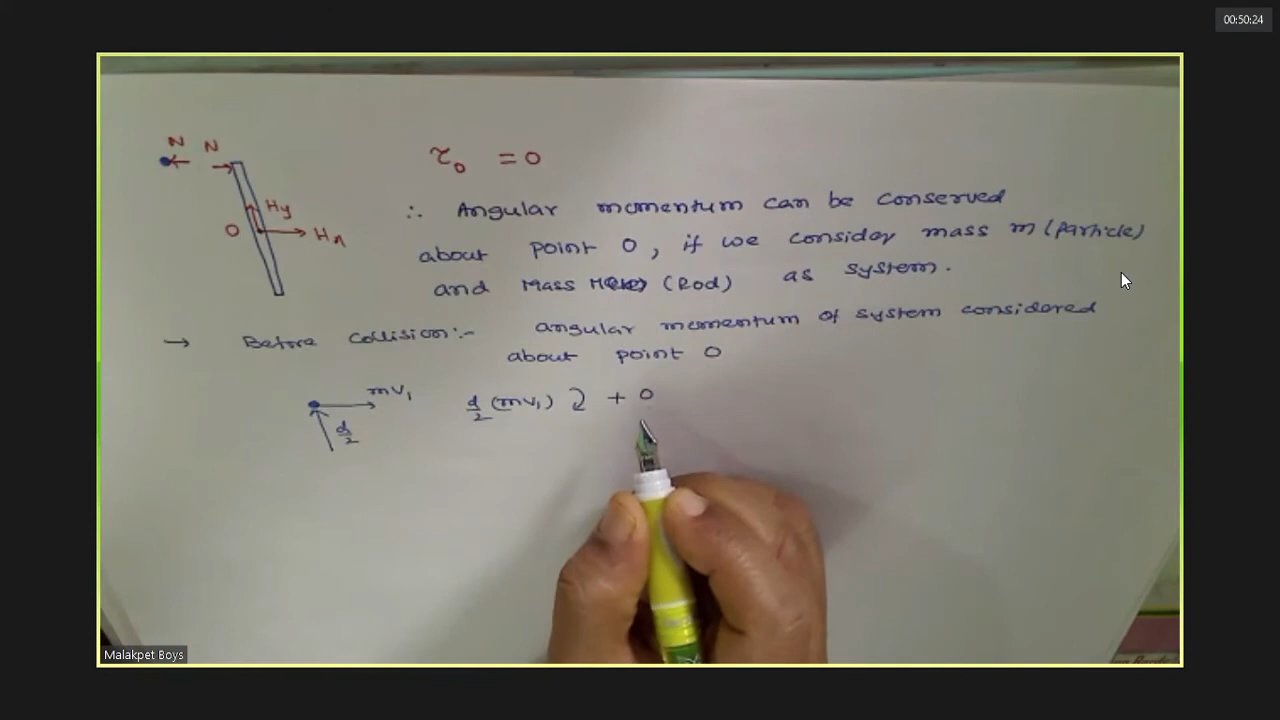 00:50:24
N N
τ₀ = 0
Hy
O Hx
∴ Angular momentum can be conserved
about point O, if we consider mass m (particle)
and Mass (Rod) as system.
→ Before Collision:- angular momentum of system considered
about point O
mv₁ d/2 (mv₁) ⤸ + 0
d/2
Malakpet Boys